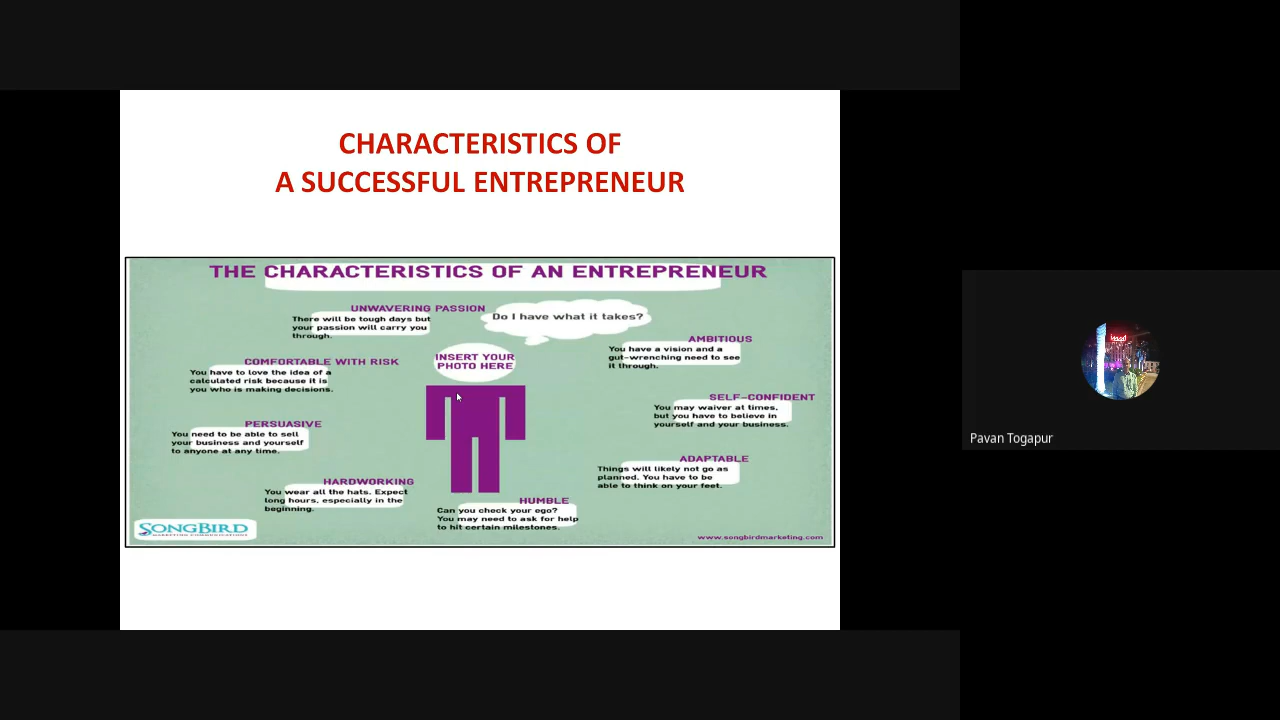 CHARACTERISTICS OF
A SUCCESSFUL ENTREPRENEUR
THE CHARACTERISTICS OF AN ENTREPRENEUR
UNWAVERING PASSION
There will be tough days but
your passion will carry you
through.
Do I have what it takes?
COMFORTABLE WITH RISK
You have to love the idea of a
calculated risk because it is
you who is making decisions.
INSERT YOUR
PHOTO HERE
AMBITIOUS
You have a vision and a
gut-wrenching need to see
it through.
PERSUASIVE
You need to be able to sell
your business and yourself
to anyone at any time.
SELF-CONFIDENT
You may waiver at times,
but you have to believe in
yourself and your business.
HARDWORKING
You wear all the hats. Expect
long hours, especially in the
beginning.
ADAPTABLE
Things will likely not go as
planned. You have to be
able to think on your feet.
HUMBLE
Can you check your ego?
You may need to ask for help
to hit certain milestones.
SONGBIRD
MARKETING COMMUNICATIONS
www.songbirdmarketing.com
Pavan Togapur